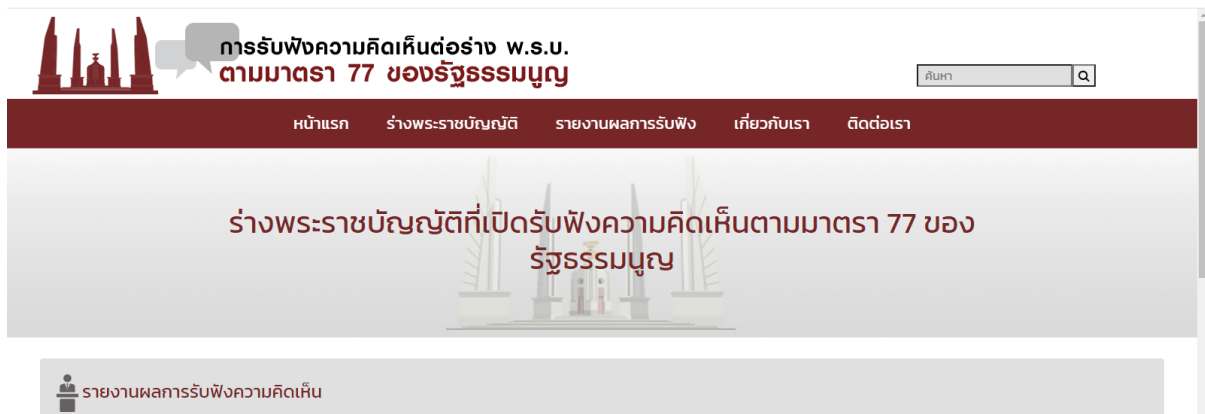 การรับฟังความคิดเห็นต่อร่าง พ.ร.บ.
ตามมาตรา 77 ของรัฐธรรมนูญ
ค้นหา
หน้าแรก ร่างพระราชบัญญัติ รายงานผลการรับฟัง เกี่ยวกับเรา ติดต่อเรา
ร่างพระราชบัญญัติที่เปิดรับฟังความคิดเห็นตามมาตรา 77 ของ
รัฐธรรมนูญ
รายงานผลการรับฟังความคิดเห็น